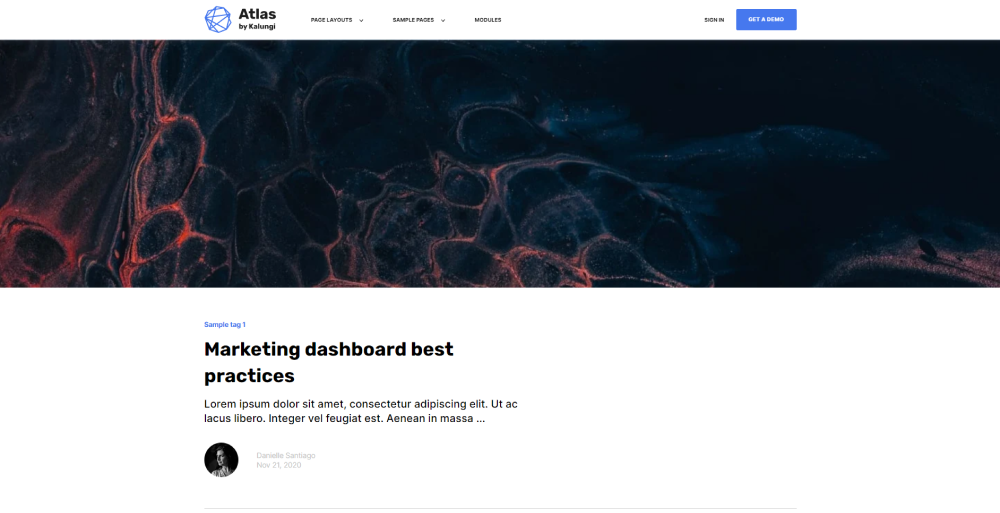 Atlas
by Kalungi
PAGE LAYOUTS
SAMPLE PAGES
MODULES
SIGN IN
GET A DEMO
Sample tag 1
Marketing dashboard best
practices
Lorem ipsum dolor sit amet, consectetur adipiscing elit. Ut ac
lacus libero. Integer vel feugiat est. Aenean in massa ...
Danielle Santiago
Nov 21, 2020